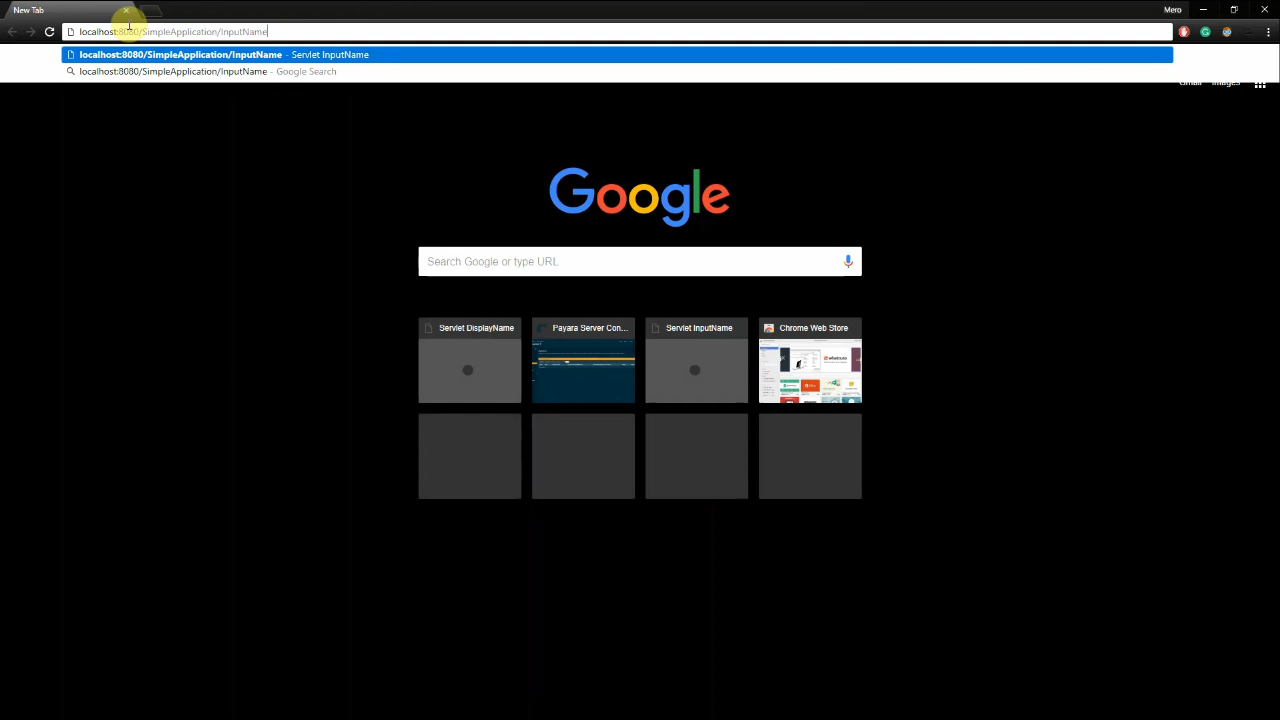 New Tab
Mero
localhost:8080/SimpleApplication/InputName
localhost:8080/SimpleApplication/InputName - Servlet InputName
localhost:8080/SimpleApplication/InputName - Google Search
Gmail Images
Google
Search Google or type URL
Servlet DisplayName
Payara Server Con...
Servlet InputName
Chrome Web Store